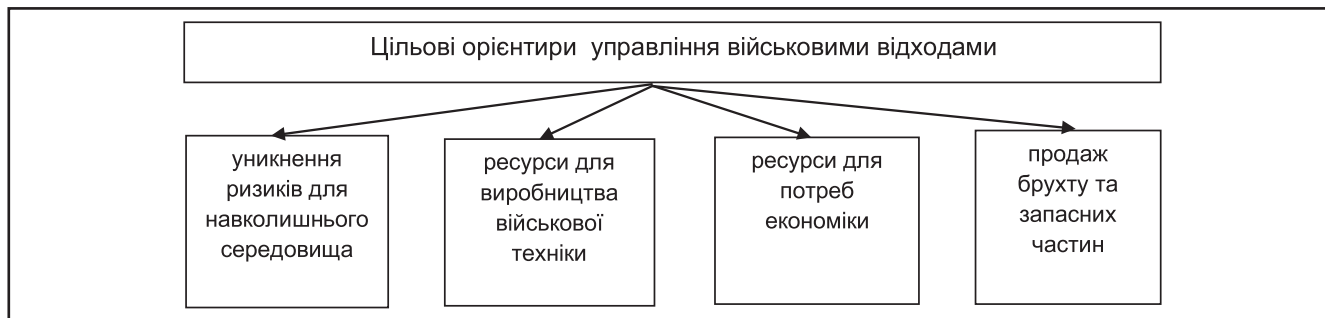 Цільові орієнтири управління військовими відходами
уникнення
ризиків для
навколишнього
середовища
ресурси для
виробництва
військової
техніки
ресурси для
потреб
економіки
продаж
брухту та
запасних
частин